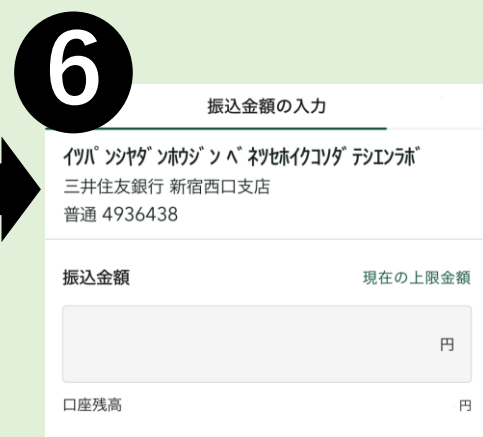 6
振込金額の入力
イツパ ンシヤダ ンホウジ ン ベ ネツセホイクコソダ テシエンラボ
三井住友銀行 新宿西口支店
普通 4936438
振込金額
現在の上限金額
円
口座残高
円